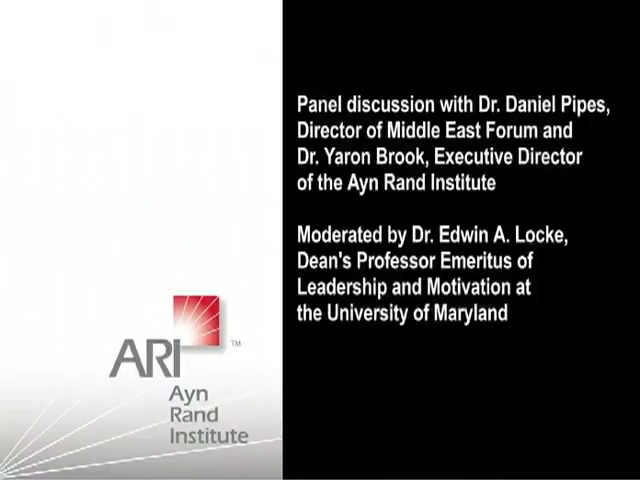 Panel discussion with Dr. Daniel Pipes,
Director of Middle East Forum and
Dr. Yaron Brook, Executive Director
of the Ayn Rand Institute
Moderated by Dr. Edwin A. Locke,
Dean's Professor Emeritus of
Leadership and Motivation at
the University of Maryland
ARI™
Ayn
Rand
Institute